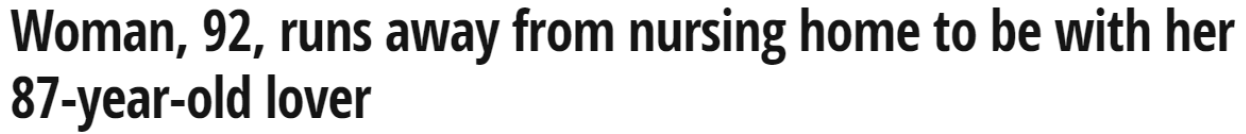 Woman, 92, runs away from nursing home to be with her
87-year-old lover